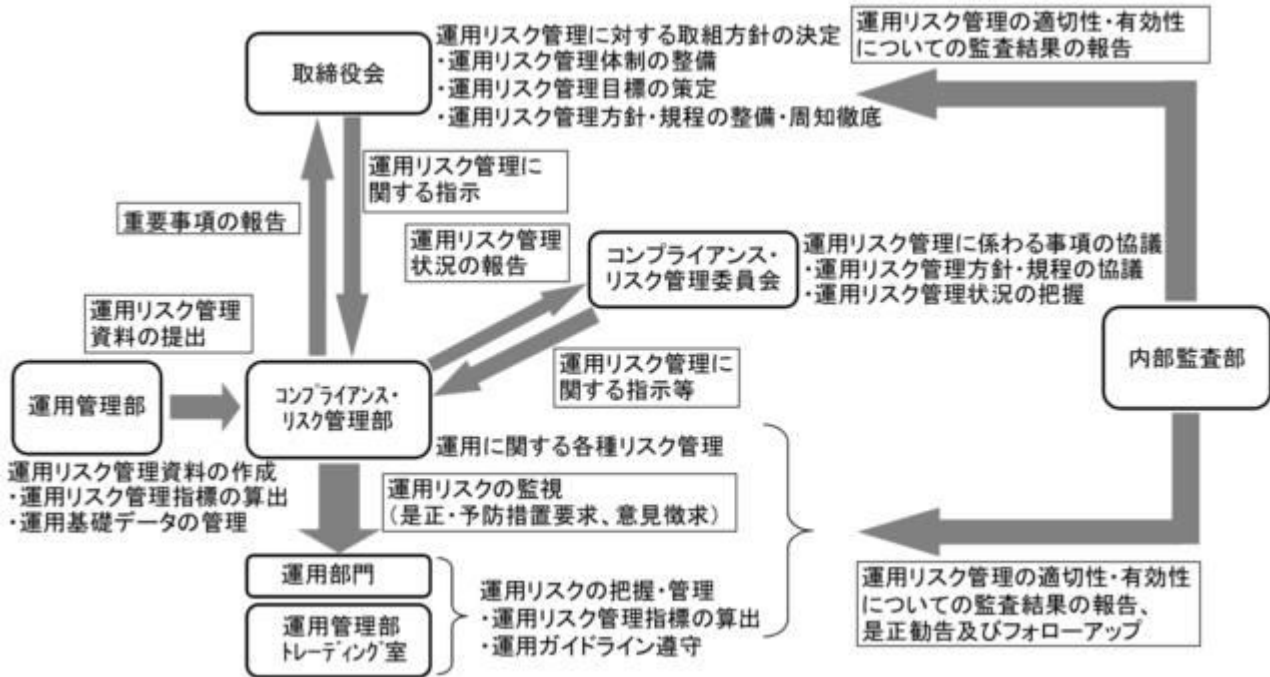 取締役会
運用リスク管理に対する取組方針の決定
・運用リスク管理体制の整備
・運用リスク管理目標の策定
・運用リスク管理方針・規程の整備・周知徹底
運用リスク管理の適切性・有効性
についての監査結果の報告
運用リスク管理に
関する指示
重要事項の報告
運用リスク管理
状況の報告
コンプライアンス・
リスク管理委員会
運用リスク管理に係わる事項の協議
・運用リスク管理方針・規程の協議
・運用リスク管理状況の把握
運用リスク管理
資料の提出
運用リスク管理に
関する指示等
内部監査部
運用管理部
コンプライアンス・
リスク管理部
運用に関する各種リスク管理
運用リスク管理資料の作成
・運用リスク管理指標の算出
・運用基礎データの管理
運用リスクの監視
(是正・予防措置要求、意見徴求)
運用部門
運用管理部
トレーディング室
運用リスクの把握・管理
・運用リスク管理指標の算出
・運用ガイドライン遵守
運用リスク管理の適切性・有効性
についての監査結果の報告、
是正勧告及びフォローアップ